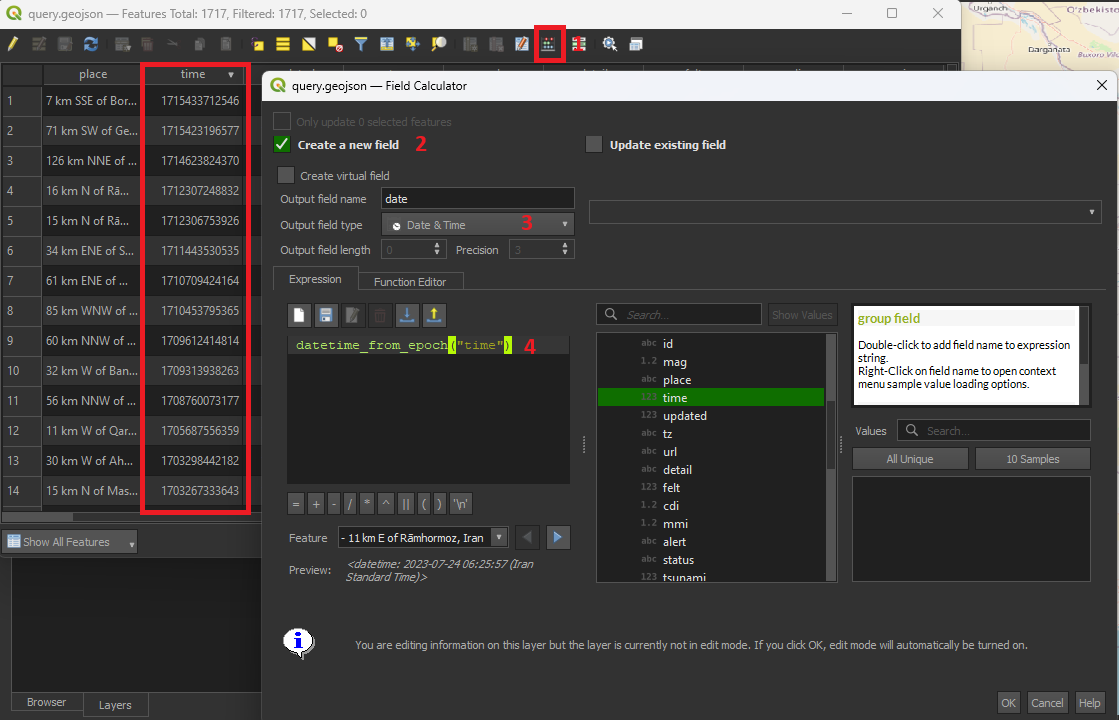 query.geojson — Features Total: 1717, Filtered: 1717, Selected: 0
O'zbekisto
Urganch
Darganata
Buxoro Vilo
place time
1 7 km SSE of Bor... 1715433712546
2 71 km SW of Ge... 1715423196577
3 126 km NNE of ... 1714623824370
4 16 km N of Rā... 1712307248832
5 15 km N of Rā... 1712306753926
6 34 km ENE of S... 1711443530535
7 61 km ENE of ... 1710709424164
8 85 km WNW of ... 1710453795365
9 60 km NNW of ... 1709612414814
10 32 km W of Ban... 1709313938263
11 56 km NNW of ... 1708760073177
12 11 km W of Qar... 1705687556359
13 30 km W of Ah... 1703298442182
14 15 km N of Mas... 1703267333643
Show All Features
Browser
Layers
query.geojson — Field Calculator
Only update 0 selected features
Create a new field 2
Update existing field
Create virtual field
Output field name date
Output field type Date & Time 3
Output field length 0 Precision 3
Expression Function Editor
datetime_from_epoch("time") 4
= + - / * ^ || ( ) '\n'
Feature - 11 km E of Rāmhormoz, Iran
Preview: <datetime: 2023-07-24 06:25:57 (Iran
Standard Time)>
Search... Show Values
abc id
1.2 mag
abc place
123 time
123 updated
abc tz
abc url
abc detail
123 felt
1.2 cdi
1.2 mmi
abc alert
abc status
123 tsunami
group field
Double-click to add field name to expression
string.
Right-Click on field name to open context
menu sample value loading options.
Values Search...
All Unique 10 Samples
You are editing information on this layer but the layer is currently not in edit mode. If you click OK, edit mode will automatically be turned on.
OK Cancel Help